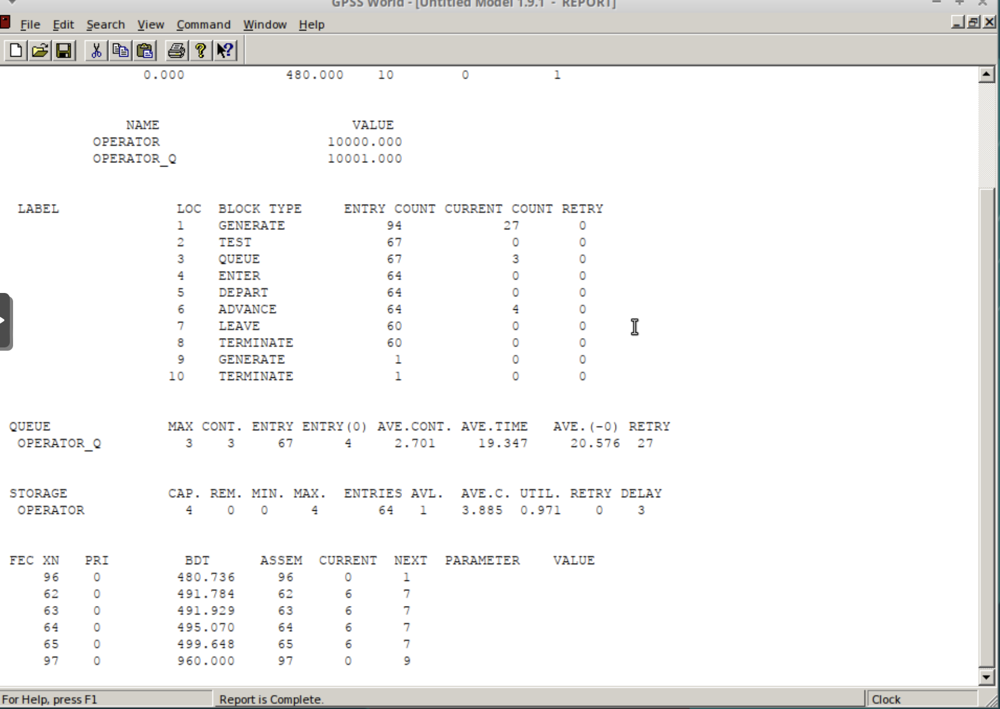 GPSS World - [Untitled Model 1.9.1 - REPORT]
File Edit Search View Command Window Help
0.000 480.000 10 0 1
NAME VALUE
OPERATOR 10000.000
OPERATOR_Q 10001.000
LABEL LOC BLOCK TYPE ENTRY COUNT CURRENT COUNT RETRY
1 GENERATE 94 27 0
2 TEST 67 0 0
3 QUEUE 67 3 0
4 ENTER 64 0 0
5 DEPART 64 0 0
6 ADVANCE 64 4 0
7 LEAVE 60 0 0
8 TERMINATE 60 0 0
9 GENERATE 1 0 0
10 TERMINATE 1 0 0
QUEUE MAX CONT. ENTRY ENTRY(0) AVE.CONT. AVE.TIME AVE.(-0) RETRY
OPERATOR_Q 3 3 67 4 2.701 19.347 20.576 27
STORAGE CAP. REM. MIN. MAX. ENTRIES AVL. AVE.C. UTIL. RETRY DELAY
OPERATOR 4 0 0 4 64 1 3.885 0.971 0 3
FEC XN PRI BDT ASSEM CURRENT NEXT PARAMETER VALUE
96 0 480.736 96 0 1
62 0 491.784 62 6 7
63 0 491.929 63 6 7
64 0 495.070 64 6 7
65 0 499.648 65 6 7
97 0 960.000 97 0 9
For Help, press F1 Report is Complete. Clock